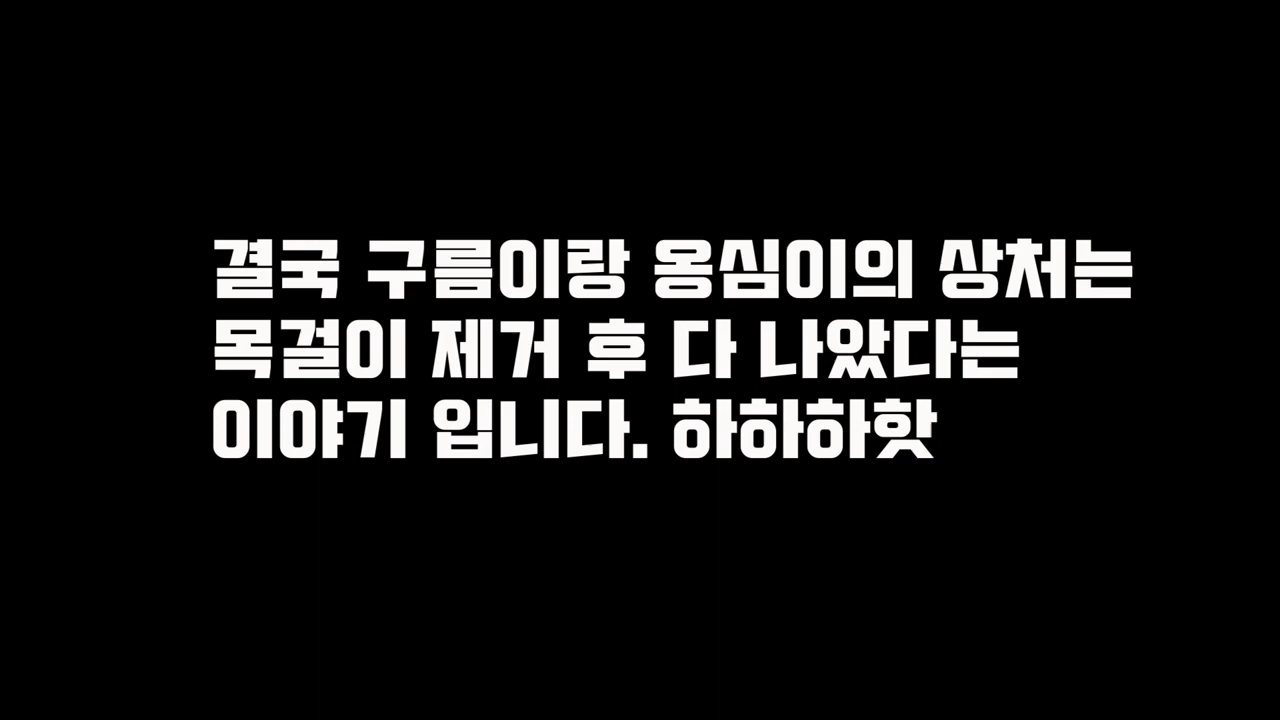 결국 구름이랑 옹심이의 상처는
목걸이 제거 후 다 나았다는
이야기 입니다. 하하하핫